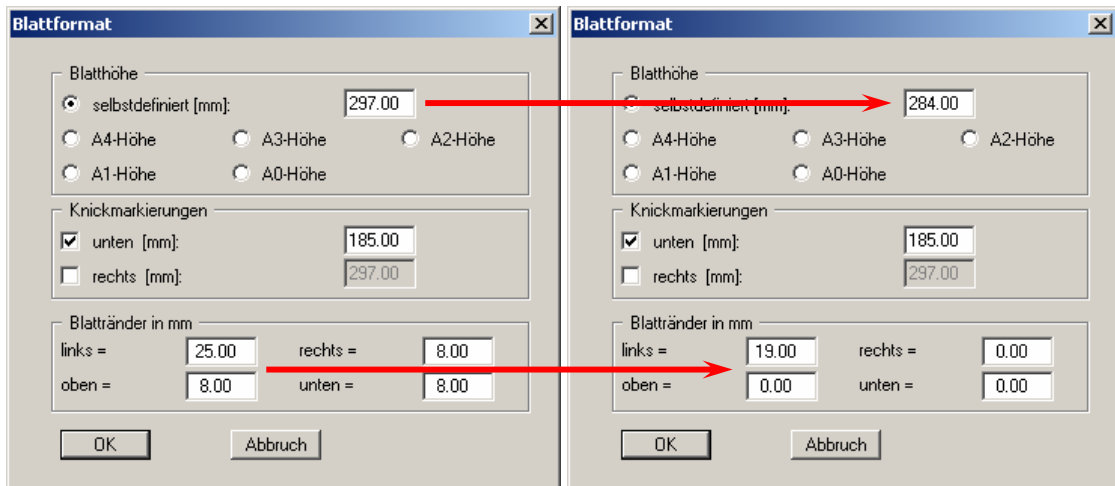 Blattformat
Blatthöhe
selbstdefiniert [mm]: 297.00
A4-Höhe A3-Höhe A2-Höhe
A1-Höhe A0-Höhe
Knickmarkierungen
unten [mm]: 185.00
rechts [mm]: 297.00
Blattränder in mm
links = 25.00 rechts = 8.00
oben = 8.00 unten = 8.00
OK Abbruch
Blattformat
Blatthöhe
selbstdefiniert [mm]: 284.00
A4-Höhe A3-Höhe A2-Höhe
A1-Höhe A0-Höhe
Knickmarkierungen
unten [mm]: 185.00
rechts [mm]: 297.00
Blattränder in mm
links = 19.00 rechts = 0.00
oben = 0.00 unten = 0.00
OK Abbruch